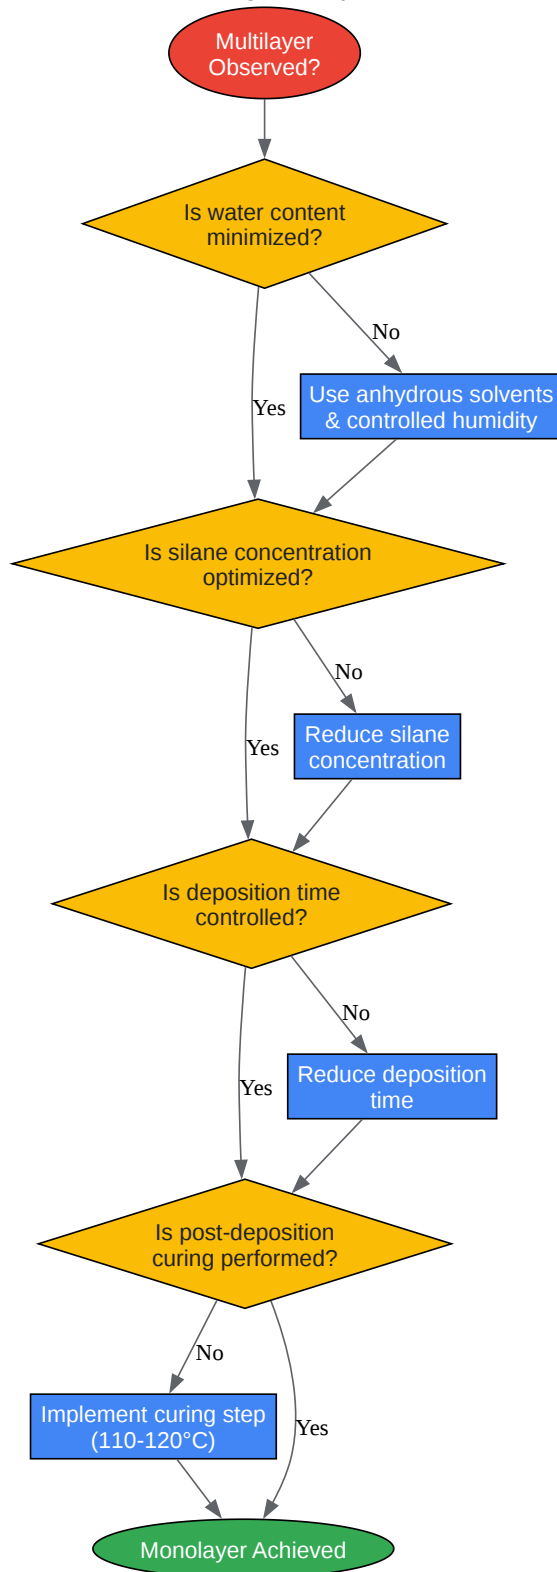 Multilayer
Observed?
Is water content
minimized?
No
Use anhydrous solvents
& controlled humidity
Yes
Is silane concentration
optimized?
No
Reduce silane
concentration
Yes
Is deposition time
controlled?
No
Reduce deposition
time
Yes
Is post-deposition
curing performed?
No
Implement curing step
(110-120°C)
Yes
Monolayer Achieved